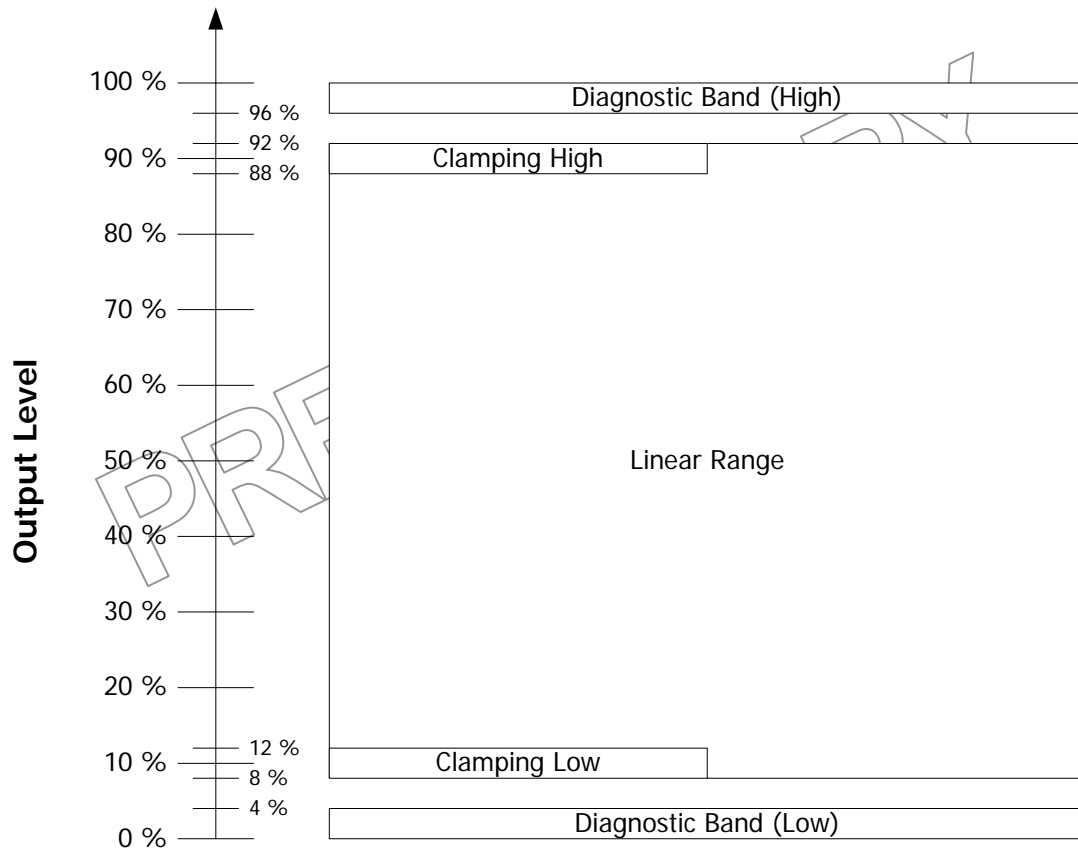 100 %
Diagnostic Band (High)
96 %
92 %
90 %
Clamping High
88 %
80 %
70 %
60 %
50 %
Linear Range
40 %
30 %
20 %
12 %
10 %
Clamping Low
8 %
4 %
Diagnostic Band (Low)
0 %
Output Level
PR